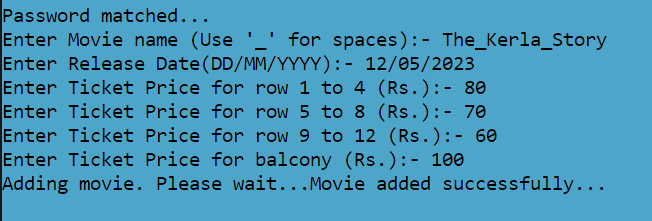 Password matched...
Enter Movie name (Use '_' for spaces):- The_Kerla_Story
Enter Release Date(DD/MM/YYYY):- 12/05/2023
Enter Ticket Price for row 1 to 4 (Rs.):- 80
Enter Ticket Price for row 5 to 8 (Rs.):- 70
Enter Ticket Price for row 9 to 12 (Rs.):- 60
Enter Ticket Price for balcony (Rs.):- 100
Adding movie. Please wait...Movie added successfully...